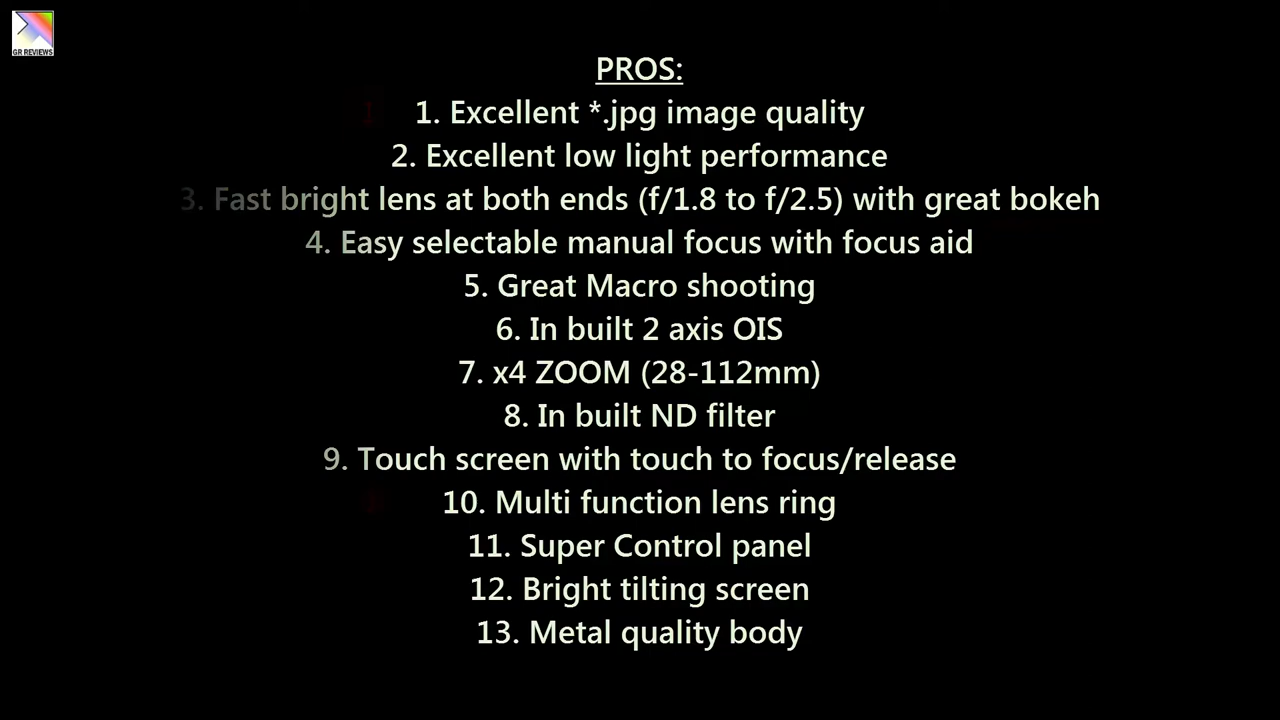 GR REVIEWS
PROS:
1. Excellent *.jpg image quality
2. Excellent low light performance
3. Fast bright lens at both ends (f/1.8 to f/2.5) with great bokeh
4. Easy selectable manual focus with focus aid
5. Great Macro shooting
6. In built 2 axis OIS
7. x4 ZOOM (28-112mm)
8. In built ND filter
9. Touch screen with touch to focus/release
10. Multi function lens ring
11. Super Control panel
12. Bright tilting screen
13. Metal quality body